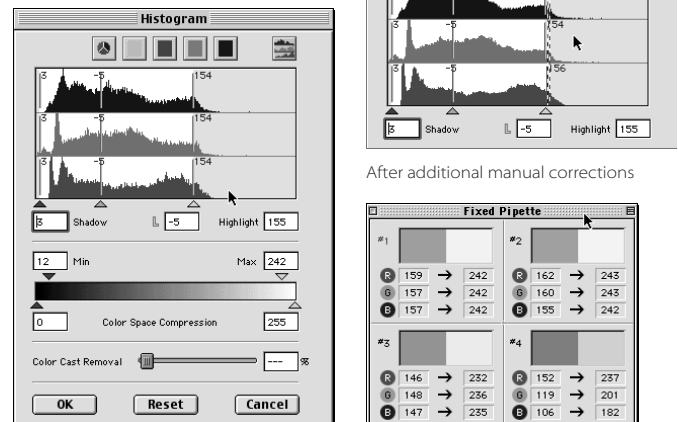 Histogram
3 -5 154
3 -5 154
3 -5 154
3 Shadow L -5 Highlight 155
12 Min Max 242
0 Color Space Compression 255
Color Cast Removal --- %
OK Reset Cancel
3 -5 154
3 -5 156
3 Shadow L -5 Highlight 155
After additional manual corrections
Fixed Pipette
#1 #2
R 159 → 242 R 162 → 243
G 157 → 242 G 160 → 243
B 157 → 242 B 155 → 242
#3 #4
R 146 → 232 R 152 → 237
G 148 → 236 G 119 → 201
B 147 → 235 B 106 → 182